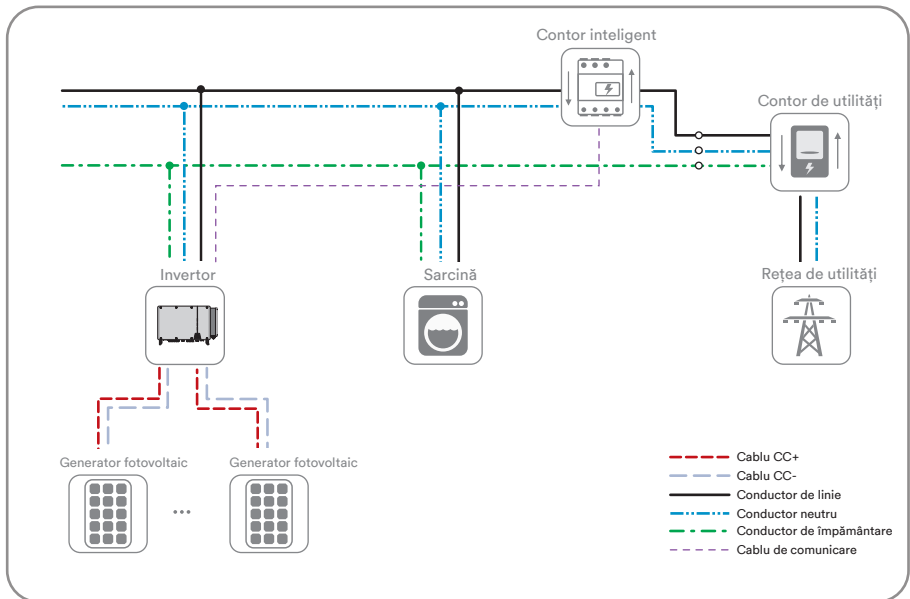 Contor inteligent
Contor de utilități
Invertor
Sarcină
Rețea de utilități
Generator fotovoltaic
Generator fotovoltaic
...
Cablu CC+
Cablu CC-
Conductor de linie
Conductor neutru
Conductor de împământare
Cablu de comunicare